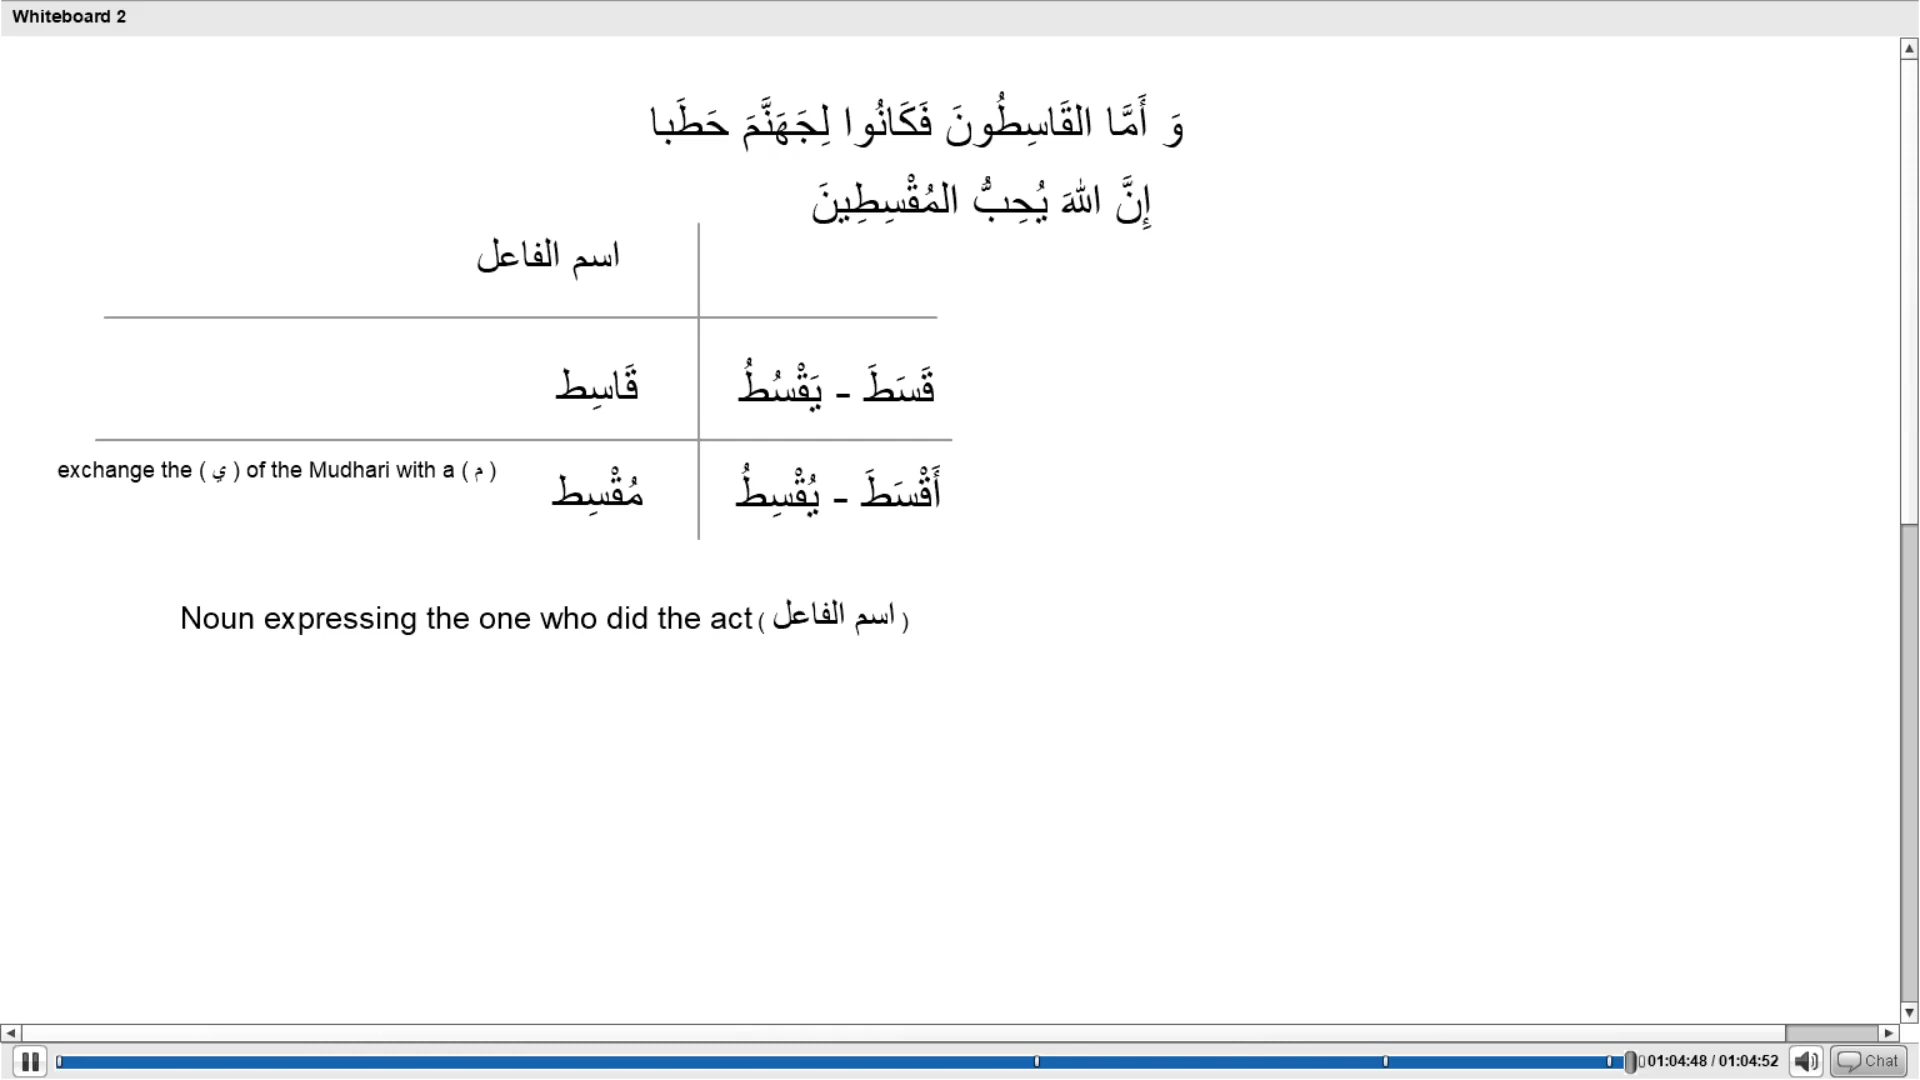 Whiteboard 2
وَ أَمَّا القَاسِطُونَ فَكَانُوا لِجَهَنَّمَ حَطَبا
إِنَّ اللهَ يُحِبُّ المُقْسِطِينَ
اسم الفاعل
قَسَطَ - يَقْسُطُ قَاسِط
أَقْسَطَ - يُقْسِطُ مُقْسِط
exchange the ( ي ) of the Mudhari with a ( م )
Noun expressing the one who did the act ( اسم الفاعل )
01:04:48 / 01:04:52 Chat